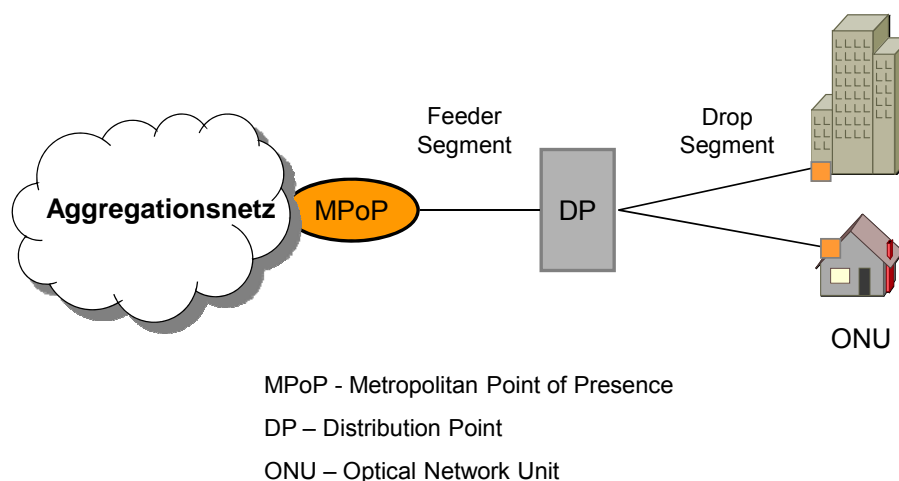 Feeder
Segment
Drop
Segment
Aggregationsnetz
MPoP
DP
ONU
MPoP - Metropolitan Point of Presence
DP – Distribution Point
ONU – Optical Network Unit